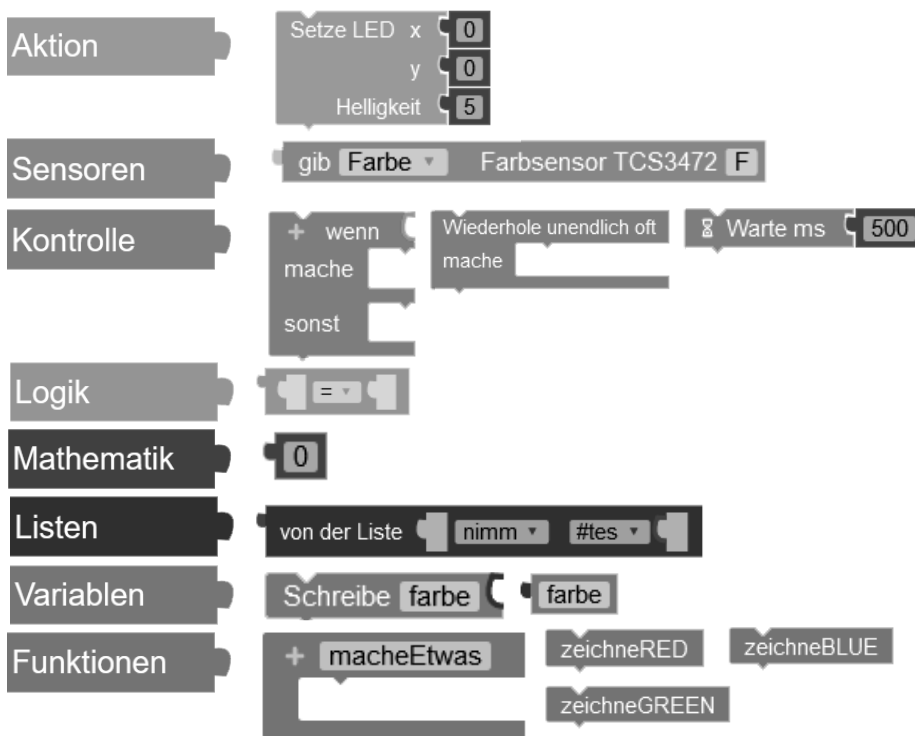 Aktion
Setze LED x 0
y 0
Helligkeit 5
Sensoren
gib Farbe Farbsensor TCS3472 F
Kontrolle
+ wenn
mache
sonst
Wiederhole unendlich oft
mache
Warte ms 500
Logik
=
Mathematik
0
Listen
von der Liste nimm #tes
Variablen
Schreibe farbe
farbe
Funktionen
+ macheEtwas
zeichneRED
zeichneBLUE
zeichneGREEN